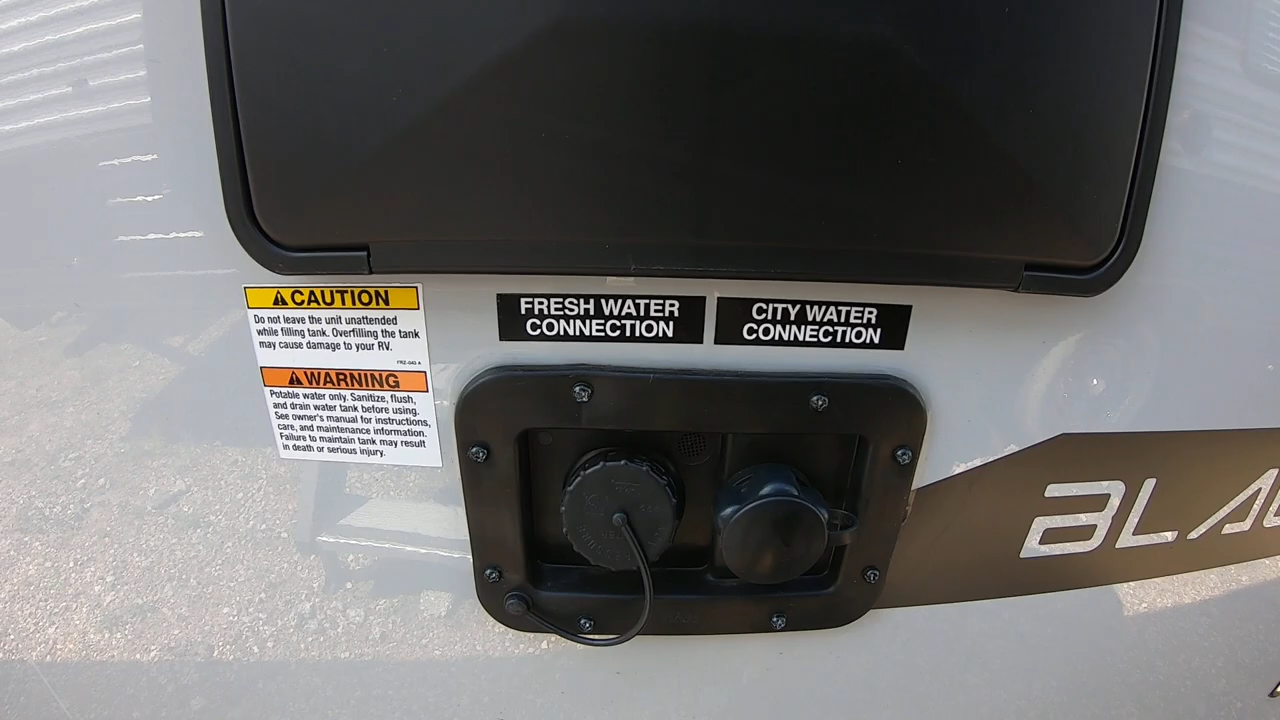 CAUTION
Do not leave the unit unattended
while filling tank. Overfilling the tank
may cause damage to your RV.
FRZ-043 A
WARNING
Potable water only. Sanitize, flush,
and drain water tank before using.
See owner's manual for instructions,
care, and maintenance information.
Failure to maintain tank may result
in death or serious injury.
FRESH WATER
CONNECTION
CITY WATER
CONNECTION